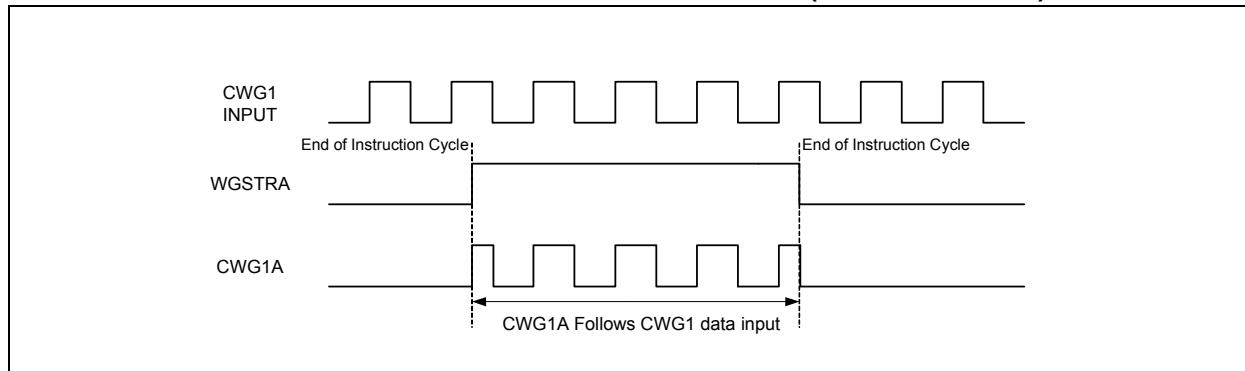 CWG1
INPUT
End of Instruction Cycle
End of Instruction Cycle
WGSTRA
CWG1A
CWG1A Follows CWG1 data input